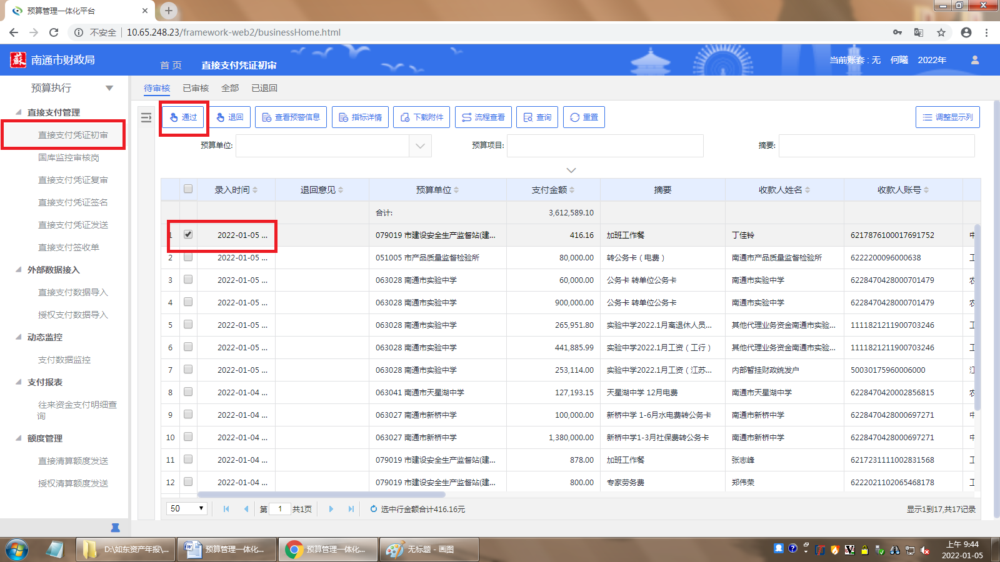 预算管理一体化平台
不安全 10.65.248.23/framework-web2/businessHome.html
蘇 南通市财政局 首 页 直接支付凭证初审 当前账套 : 无 何曦 2022年
预算执行
直接支付管理
直接支付凭证初审
国库监控审核岗
直接支付凭证复审
直接支付凭证签名
直接支付凭证发送
直接支付签收单
外部数据接入
直接支付数据导入
授权支付数据导入
动态监控
支付数据监控
支付报表
往来资金支付明细查
询
额度管理
直接清算额度发送
授权清算额度发送
待审核 已审核 全部 已退回
通过 退回 查看预警信息 指标详情 下载附件 流程查看 查询 重置 调整显示列
预算单位: 预算项目: 摘要:
录入时间 退回意见 预算单位 支付金额 摘要 收款人姓名 收款人账号
合计: 3,612,589.10
1 2022-01-05 ... 079019 市建设安全生产监督站(建... 416.16 加班工作餐 丁佳铃 6217876100017691752
2 2022-01-05 ... 051005 市产品质量监督检验所 80,000.00 转公务卡（电费） 南通市产品质量监督检验所 6222200096000638
3 2022-01-05 ... 063028 南通市实验中学 60,000.00 公务卡 转单位公务卡 南通市实验中学 6228470428000701479
4 2022-01-05 ... 063028 南通市实验中学 900,000.00 公务卡 转单位公务卡 南通市实验中学 6228470428000701479
5 2022-01-05 ... 063028 南通市实验中学 265,951.80 实验中学2022.1月离退休人员... 其他代理业务资金南通市实验... 1111821211900703246
6 2022-01-05 ... 063028 南通市实验中学 441,885.99 实验中学2022.1月工资（工行） 其他代理业务资金南通市实验... 1111821211900703246
7 2022-01-05 ... 063028 南通市实验中学 253,114.00 实验中学2022.1月工资（江苏... 内部暂挂财政统发户 50030175960006000
8 2022-01-04 ... 063041 南通市天星湖中学 127,193.15 天星湖中学 12月电费 南通市天星湖中学 6228470420002856815
9 2022-01-04 ... 063027 南通市新桥中学 100,000.00 新桥中学 1-6月水电费转公务卡 南通市新桥中学 6228470428000697271
10 2022-01-04 ... 063027 南通市新桥中学 1,380,000.00 新桥中学1-3月社保费转公务卡 南通市新桥中学 6228470428000697271
11 2022-01-04 ... 079019 市建设安全生产监督站(建... 878.00 加班工作餐 张志峰 6217231111002831568
12 2022-01-04 ... 079019 市建设安全生产监督站(建... 800.00 专家劳务费 郑伟荣 6222021102065468178
50 第 1 共1页 选中行金额合计416.16元 显示1到17,共17记录
D:\如东资产年报\... 预算管理一体化... 预算管理一体化... 无标题 - 画图
上午 9:44
2022-01-05